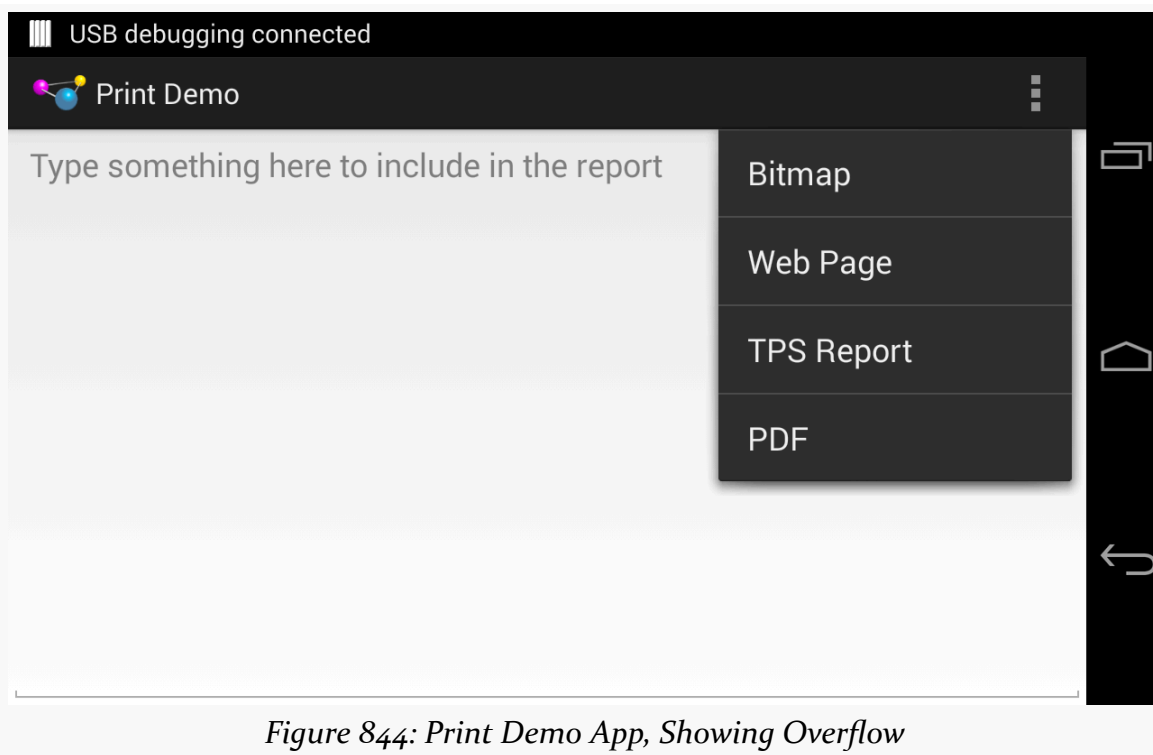 USB debugging connected
Print Demo
Type something here to include in the report
Bitmap
Web Page
TPS Report
PDF
Figure 844: Print Demo App, Showing Overflow